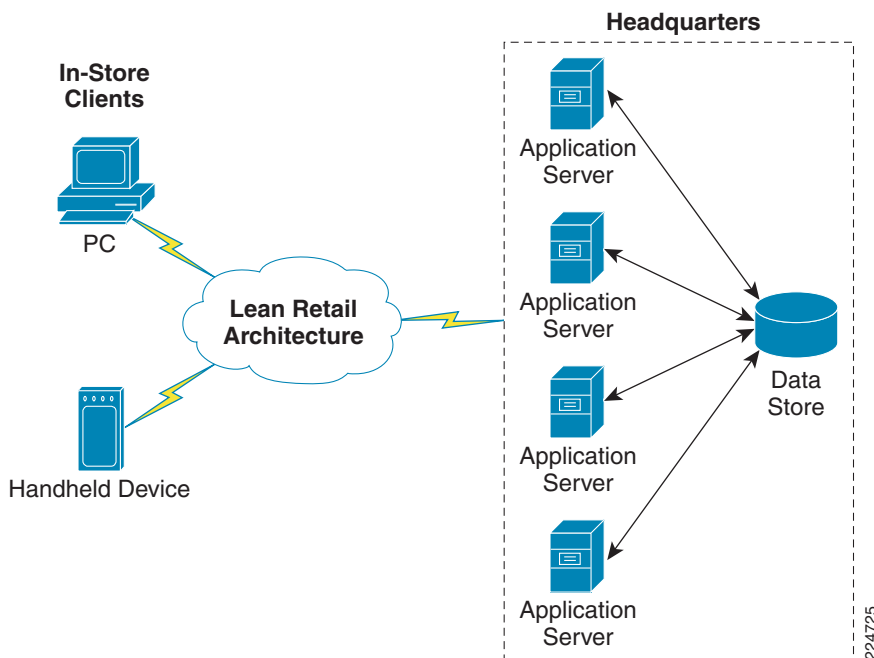 Headquarters
In-Store
Clients
PC
Handheld Device
Lean Retail
Architecture
Application
Server
Application
Server
Application
Server
Application
Server
Data
Store
224725